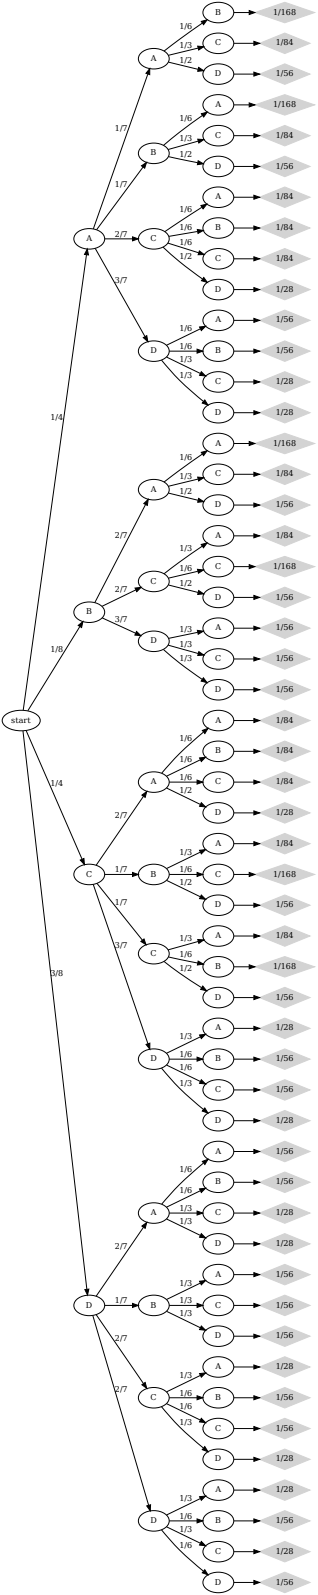 1/6 B 1/168
1/3 C 1/84
A 1/2 D 1/56
1/7 1/6 A 1/168
B 1/3 C 1/84
1/7 1/2 D 1/56
1/6 A 1/84
A 2/7 C 1/6 B 1/84
1/6 C 1/84
1/2 D 1/28
3/7 1/6 A 1/56
D 1/6 B 1/56
1/3 C 1/28
1/3 D 1/28
1/4
1/6 A 1/168
A 1/3 C 1/84
1/2 D 1/56
2/7 1/3 A 1/84
C 1/6 C 1/168
B 2/7 1/2 D 1/56
3/7 D 1/3 A 1/56
1/3 C 1/56
1/8 1/3 D 1/56
start
1/6 A 1/84
1/6 B 1/84
1/4 A 1/6 C 1/84
2/7 1/2 D 1/28
1/3 A 1/84
C 1/7 B 1/6 C 1/168
1/2 D 1/56
1/7 1/3 A 1/84
C 1/6 B 1/168
3/7 1/2 D 1/56
3/8
1/3 A 1/28
D 1/6 B 1/56
1/6 C 1/56
1/3 D 1/28
1/6 A 1/56
1/6 B 1/56
A 1/3 C 1/28
2/7 1/3 D 1/28
1/3 A 1/56
D 1/7 B 1/3 C 1/56
1/3 D 1/56
2/7 1/3 A 1/28
C 1/6 B 1/56
2/7 1/6 C 1/56
1/3 D 1/28
1/3 A 1/28
D 1/6 B 1/56
1/3 C 1/28
1/6 D 1/56